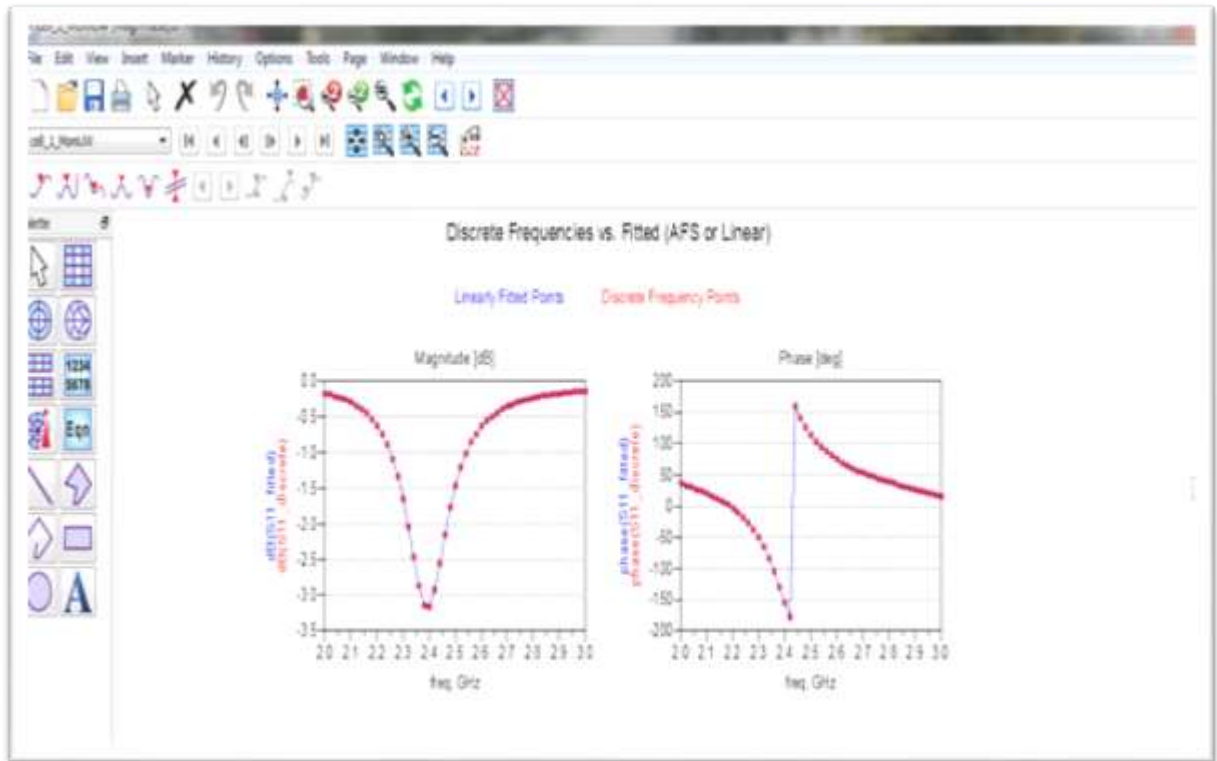 File Edit View Insert Marker History Options Tools Page Window Help
1234
5678
Eqn
A
Discrete Frequencies vs. Fitted (AFS or Linear)
Linearly Fitted Points Discrete Frequency Points
Magnitude [dB]
0.0
-0.5
-1.0
-1.5
-2.0
-2.5
-3.0
-3.5
dB(S11_fitted)
dB(S11_discrete)
2.0 2.1 2.2 2.3 2.4 2.5 2.6 2.7 2.8 2.9 3.0
freq, GHz
Phase [deg]
200
150
100
50
0
-50
-100
-150
-200
phase(S11_fitted)
phase(S11_discrete)
2.0 2.1 2.2 2.3 2.4 2.5 2.6 2.7 2.8 2.9 3.0
freq, GHz